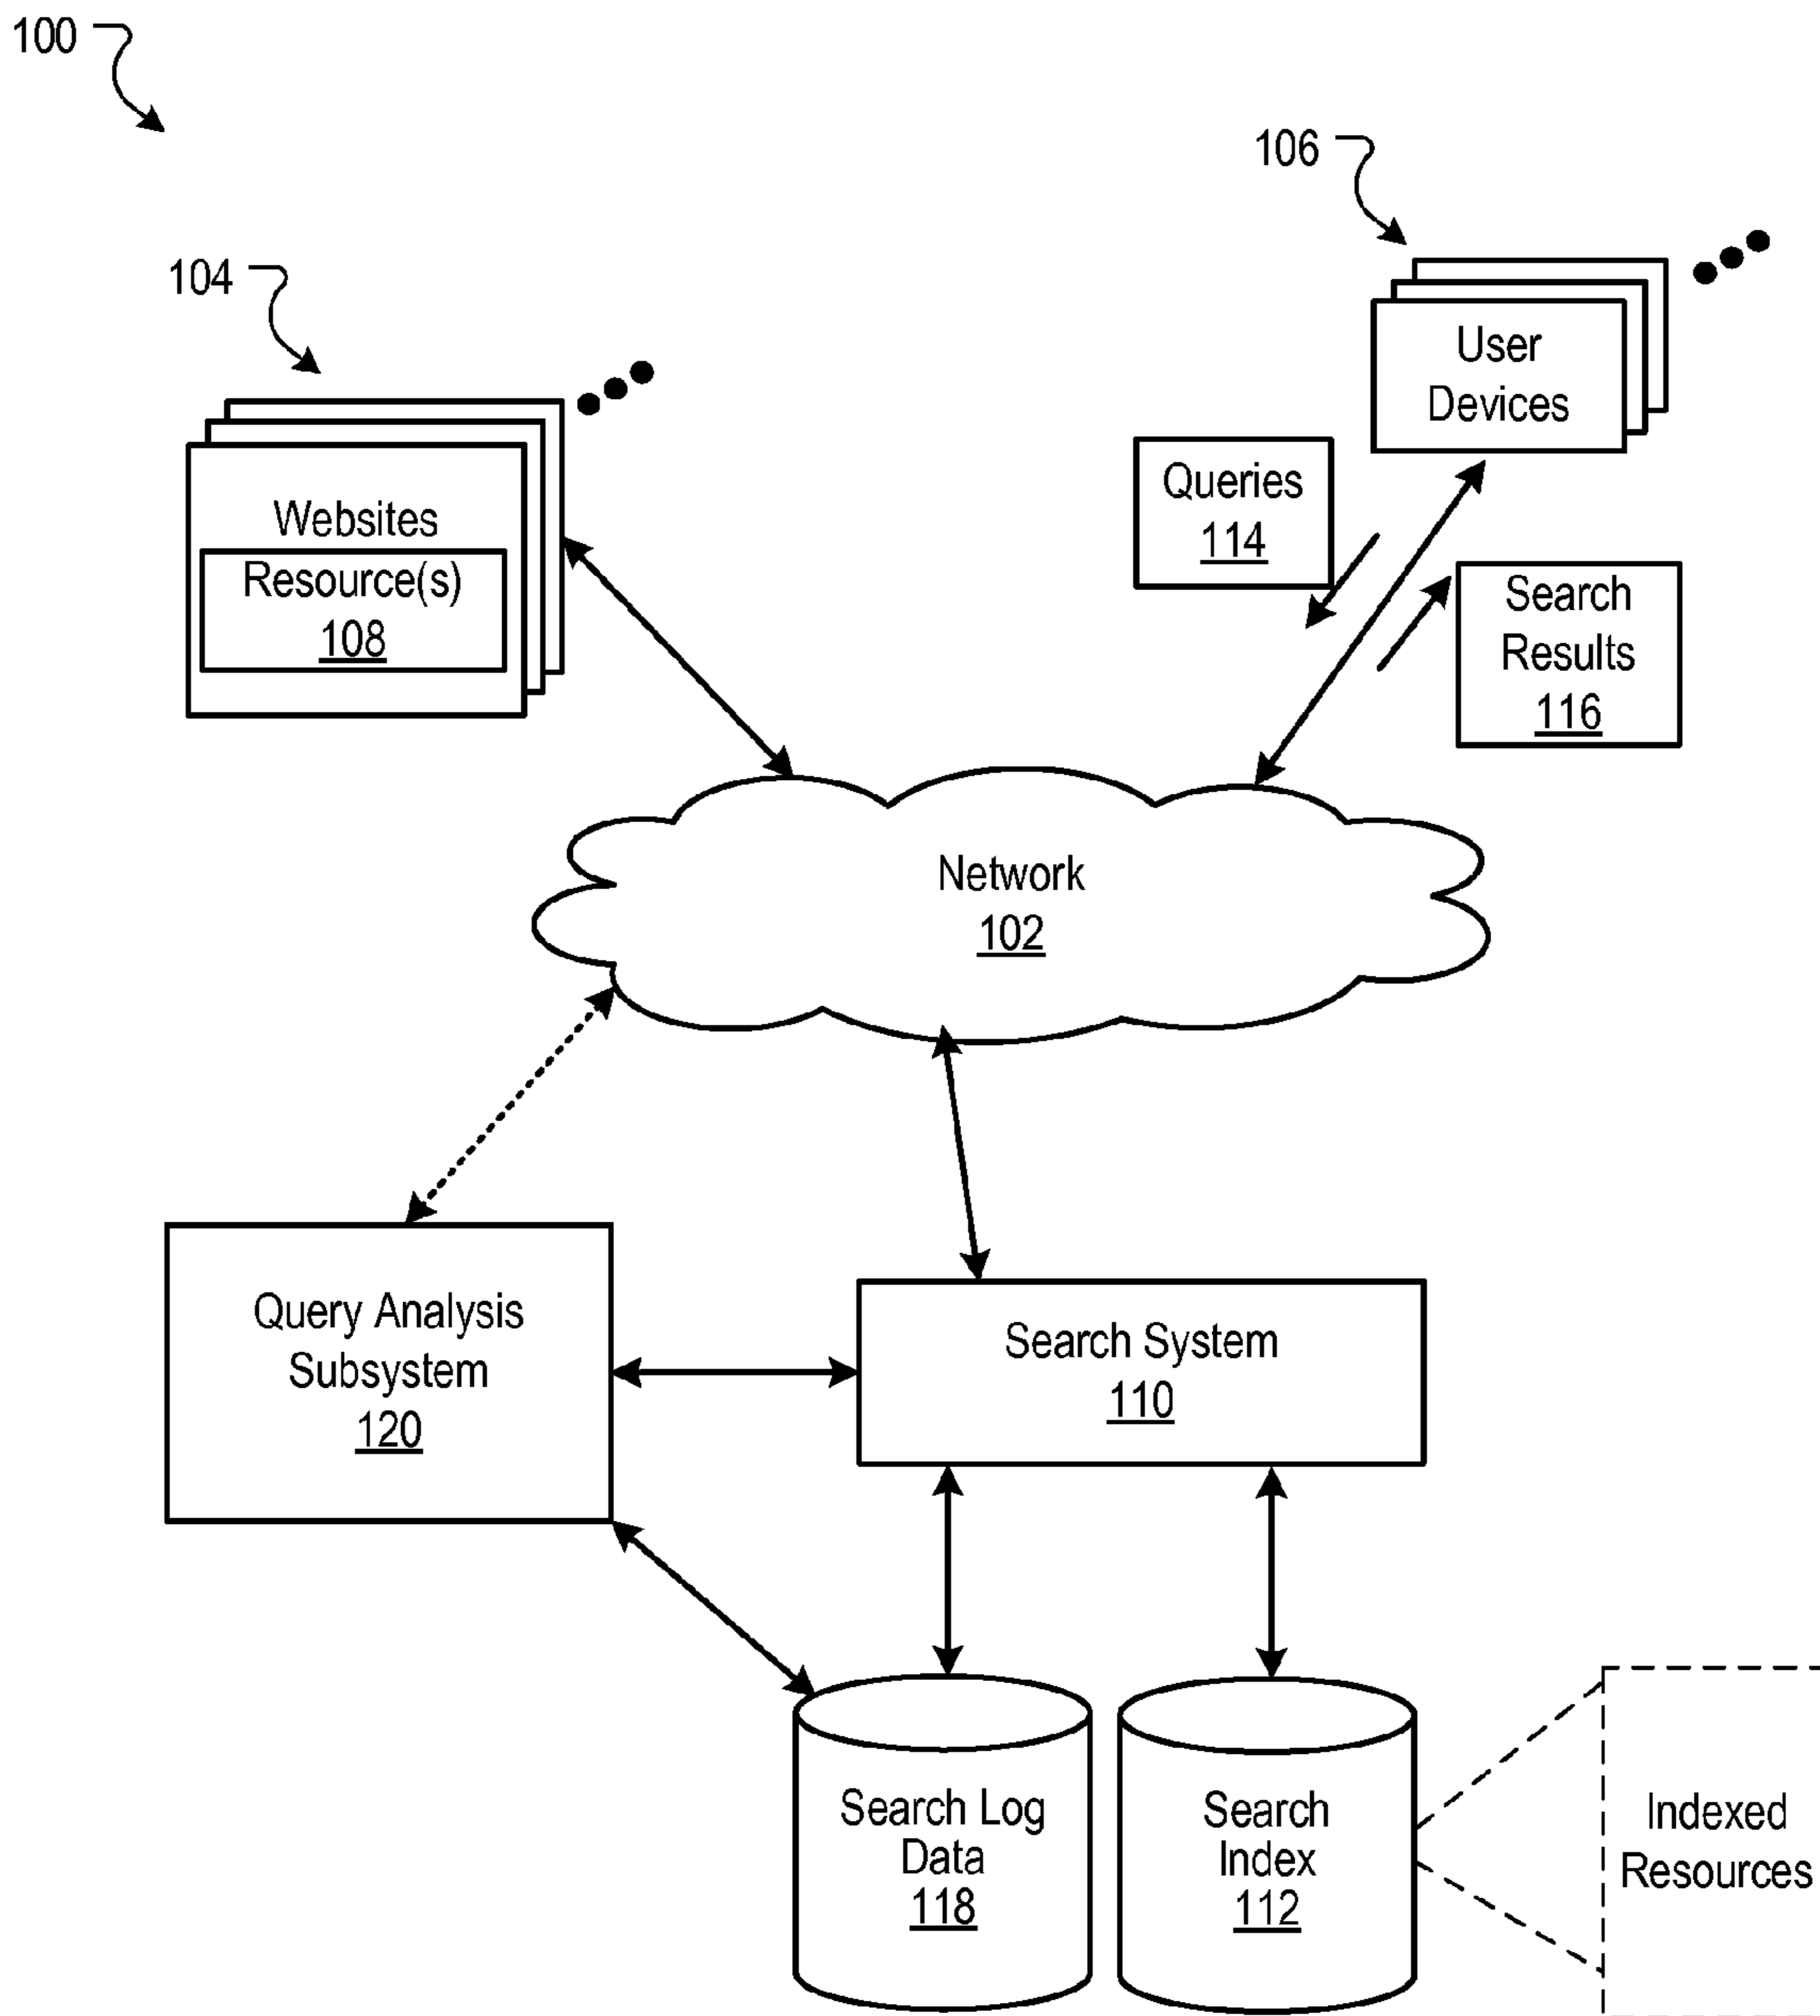 100
106
104
User
Devices
Queries
114
Websites
Resource(s)
108
Search
Results
116
Network
102
Query Analysis
Subsystem
120
Search System
110
Search Log
Data
118
Search
Index
112
Indexed
Resources